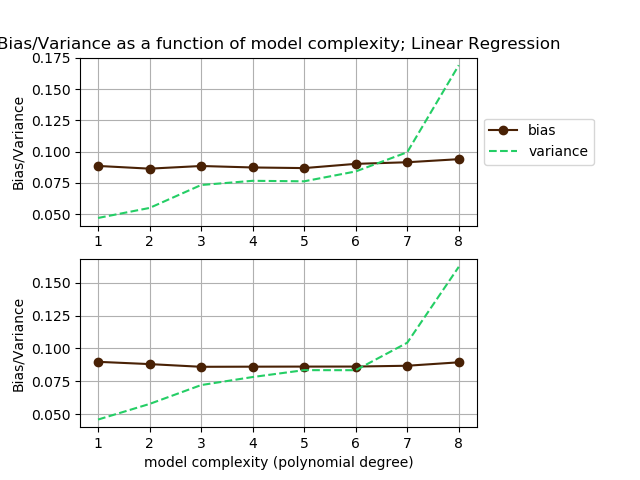 Bias/Variance as a function of model complexity; Linear Regression
0.175
0.150
0.125
0.100
0.075
0.050
Bias/Variance
1 2 3 4 5 6 7 8
bias
variance
0.150
0.125
0.100
0.075
0.050
Bias/Variance
1 2 3 4 5 6 7 8
model complexity (polynomial degree)